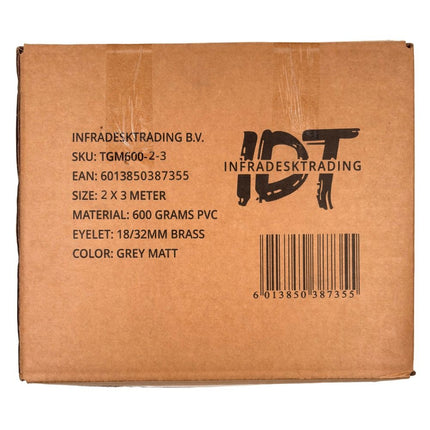 INFRADESKTRADING B.V.
SKU: TGM600-2-3
EAN: 6013850387355
SIZE: 2 X 3 METER
MATERIAL: 600 GRAMS PVC
EYELET: 18/32MM BRASS
COLOR: GREY MATT
IDT
INFRADESKTRADING
6 013850 387355